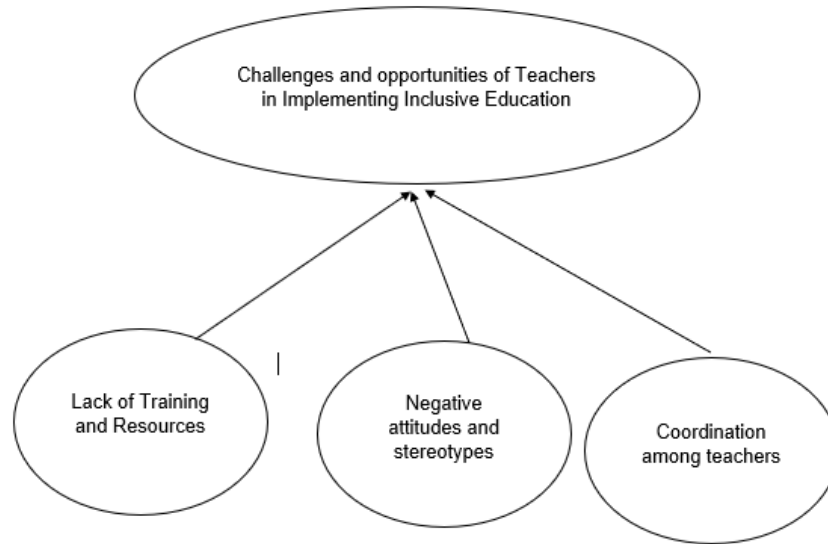 Challenges and opportunities of Teachers
in Implementing Inclusive Education
Lack of Training
and Resources
Negative
attitudes and
stereotypes
Coordination
among teachers